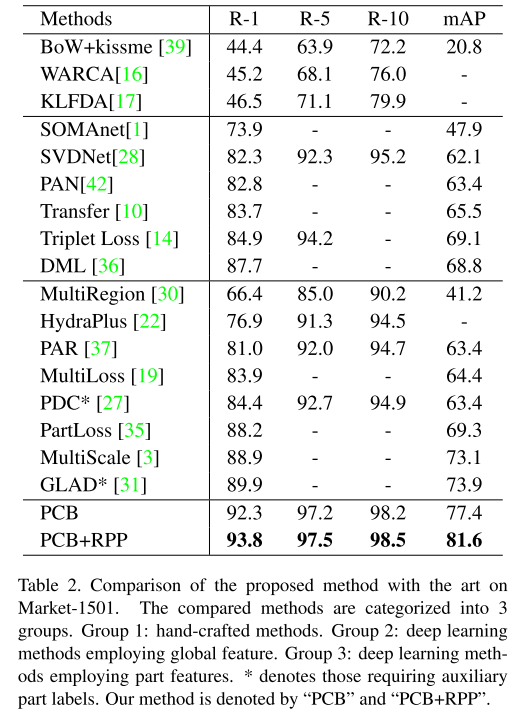 Methods R-1 R-5 R-10 mAP
BoW+kissme [39] 44.4 63.9 72.2 20.8
WARCA[16] 45.2 68.1 76.0 -
KLFDA[17] 46.5 71.1 79.9 -
SOMAnet[1] 73.9 - - 47.9
SVDNet[28] 82.3 92.3 95.2 62.1
PAN[42] 82.8 - - 63.4
Transfer [10] 83.7 - - 65.5
Triplet Loss [14] 84.9 94.2 - 69.1
DML [36] 87.7 - - 68.8
MultiRegion [30] 66.4 85.0 90.2 41.2
HydraPlus [22] 76.9 91.3 94.5 -
PAR [37] 81.0 92.0 94.7 63.4
MultiLoss [19] 83.9 - - 64.4
PDC* [27] 84.4 92.7 94.9 63.4
PartLoss [35] 88.2 - - 69.3
MultiScale [3] 88.9 - - 73.1
GLAD* [31] 89.9 - - 73.9
PCB 92.3 97.2 98.2 77.4
PCB+RPP 93.8 97.5 98.5 81.6
Table 2. Comparison of the proposed method with the art on
Market-1501. The compared methods are categorized into 3
groups. Group 1: hand-crafted methods. Group 2: deep learning
methods employing global feature. Group 3: deep learning meth-
ods employing part features. * denotes those requiring auxiliary
part labels. Our method is denoted by “PCB” and “PCB+RPP”.